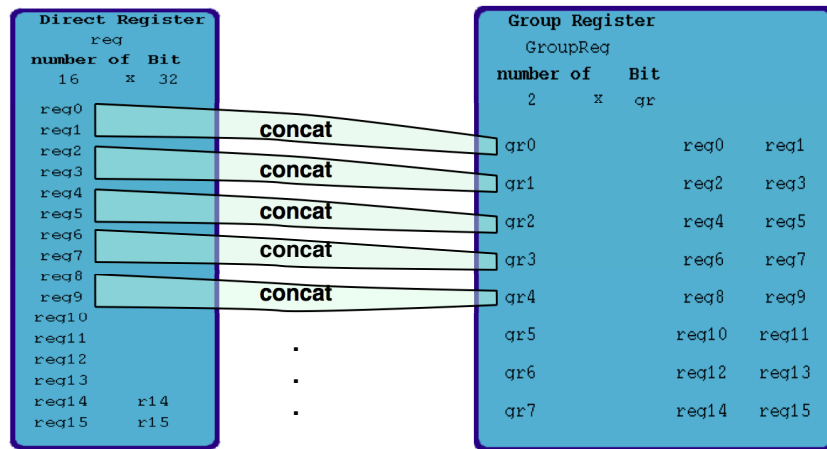 Direct Register
reg
number of Bit
16 x 32
reg0
reg1
reg2
reg3
reg4
reg5
reg6
reg7
reg8
reg9
reg10
reg11
reg12
reg13
reg14 r14
reg15 r15
concat
concat
concat
concat
concat
.
.
.
Group Register
GroupReg
number of Bit
2 x gr
gr0 reg0 reg1
gr1 reg2 reg3
gr2 reg4 reg5
gr3 reg6 reg7
gr4 reg8 reg9
gr5 reg10 reg11
gr6 reg12 reg13
gr7 reg14 reg15